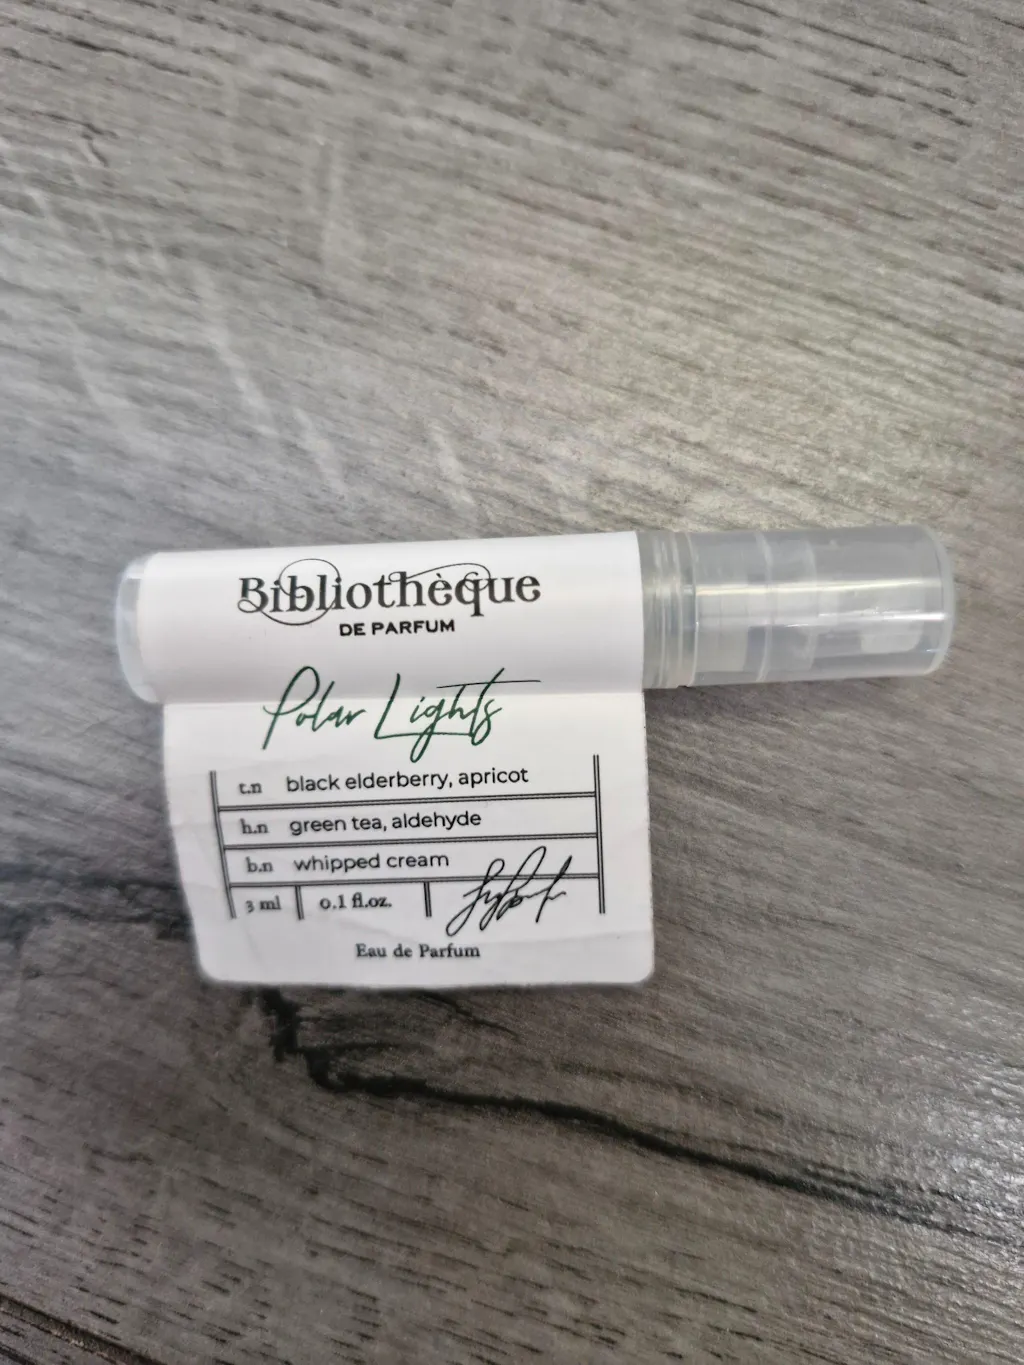 Bibliothèque
DE PARFUM
Polar Lights
t.n black elderberry, apricot
h.n green tea, aldehyde
b.n whipped cream
3 ml 0.1 fl.oz.
Eau de Parfum